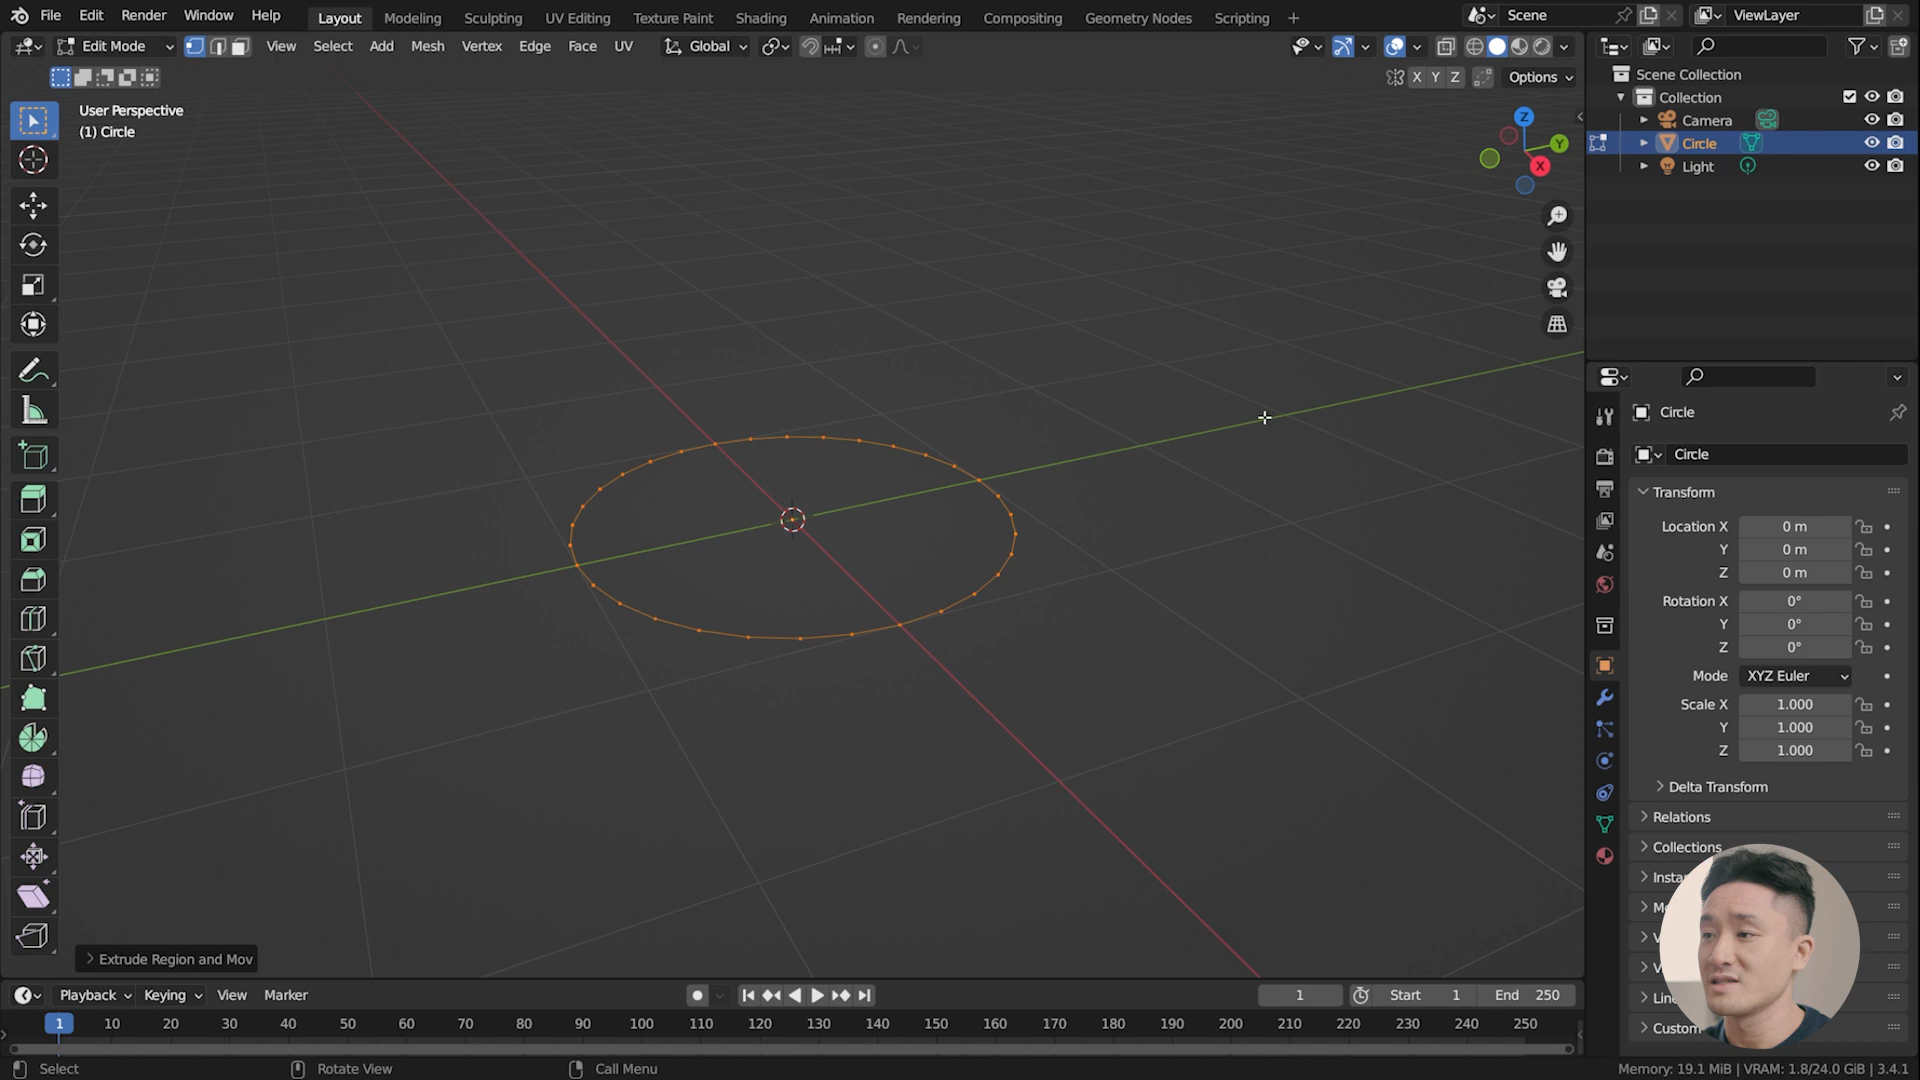 File Edit Render Window Help Layout Modeling Sculpting UV Editing Texture Paint Shading Animation Rendering Compositing Geometry Nodes Scripting + Scene ViewLayer
Edit Mode View Select Add Mesh Vertex Edge Face UV Global
X Y Z Options
User Perspective
(1) Circle
Z
Y
X
Scene Collection
Collection
Camera
Circle
Light
Circle
Circle
Transform
Location X 0 m
Y 0 m
Z 0 m
Rotation X 0°
Y 0°
Z 0°
Mode XYZ Euler
Scale X 1.000
Y 1.000
Z 1.000
Delta Transform
Relations
Collections
Insta
M
V
V
Lin
Custom
Extrude Region and Mov
Playback Keying View Marker 1 Start 1 End 250
1 10 20 30 40 50 60 70 80 90 100 110 120 130 140 150 160 170 180 190 200 210 220 230 240 250
Select Rotate View Call Menu Memory: 19.1 MiB | VRAM: 1.8/24.0 GiB | 3.4.1